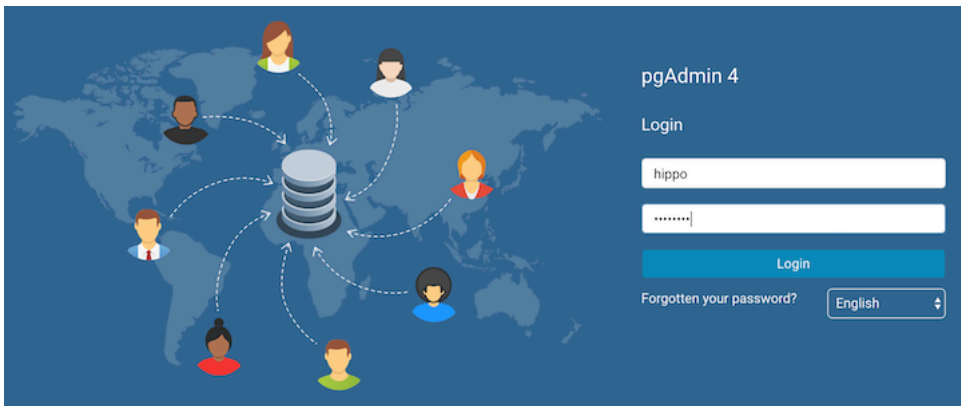 pgAdmin 4
Login
hippo
••••••••
Login
Forgotten your password?
English